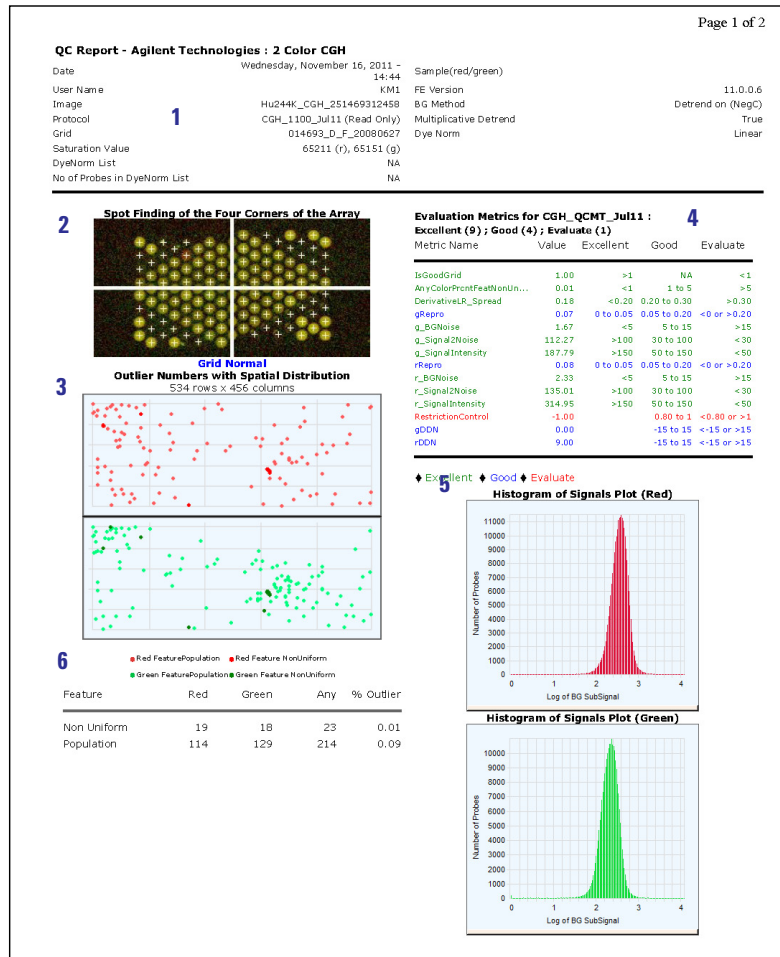 Page 1 of 2
QC Report - Agilent Technologies : 2 Color CGH
Date Wednesday, November 16, 2011 - 14:44 Sample(red/green)
User Name KM1 FE Version 11.0.0.6
Image Hu244K_CGH_251469312458 BG Method Detrend on (NegC)
1
Protocol CGH_1100_Jul11 (Read Only) Multiplicative Detrend True
Grid 014693_D_F_20080627 Dye Norm Linear
Saturation Value 65211 (r), 65151 (g)
DyeNorm List NA
No of Probes in DyeNorm List NA
2
Spot Finding of the Four Corners of the Array
Grid Normal
3
Outlier Numbers with Spatial Distribution
534 rows x 456 columns
Red FeaturePopulation Red Feature NonUniform
Green FeaturePopulation Green Feature NonUniform
6
Feature Red Green Any % Outlier
Non Uniform 19 18 23 0.01
Population 114 129 214 0.09
4
Evaluation Metrics for CGH_QCMT_Jul11 :
Excellent (9) ; Good (4) ; Evaluate (1)
Metric Name Value Excellent Good Evaluate
IsGoodGrid 1.00 >1 NA <1
AnyColorPrcntFeatNonUn... 0.01 <1 1 to 5 >5
DerivativeLR_Spread 0.18 <0.20 0.20 to 0.30 >0.30
gRepro 0.07 0 to 0.05 0.05 to 0.20 <0 or >0.20
g_BGNoise 1.67 <5 5 to 15 >15
g_Signal2Noise 112.27 >100 30 to 100 <30
g_SignalIntensity 187.79 >150 50 to 150 <50
rRepro 0.08 0 to 0.05 0.05 to 0.20 <0 or >0.20
r_BGNoise 2.33 <5 5 to 15 >15
r_Signal2Noise 135.01 >100 30 to 100 <30
r_SignalIntensity 314.95 >150 50 to 150 <50
RestrictionControl -1.00 0.80 to 1 <0.80 or >1
gDDN 0.00 -15 to 15 <-15 or >15
rDDN 9.00 -15 to 15 <-15 or >15
♦ Excellent ♦ Good ♦ Evaluate
5
Histogram of Signals Plot (Red)
Number of Probes
11000
10000
9000
8000
7000
6000
5000
4000
3000
2000
1000
0
0 1 2 3 4
Log of BG SubSignal
Histogram of Signals Plot (Green)
Number of Probes
10000
9000
8000
7000
6000
5000
4000
3000
2000
1000
0
0 1 2 3 4
Log of BG SubSignal